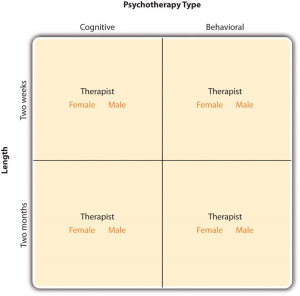 Psychotherapy Type
Cognitive Behavioral
Length
Two weeks
Therapist Therapist
Female Male Female Male
Two months
Therapist Therapist
Female Male Female Male